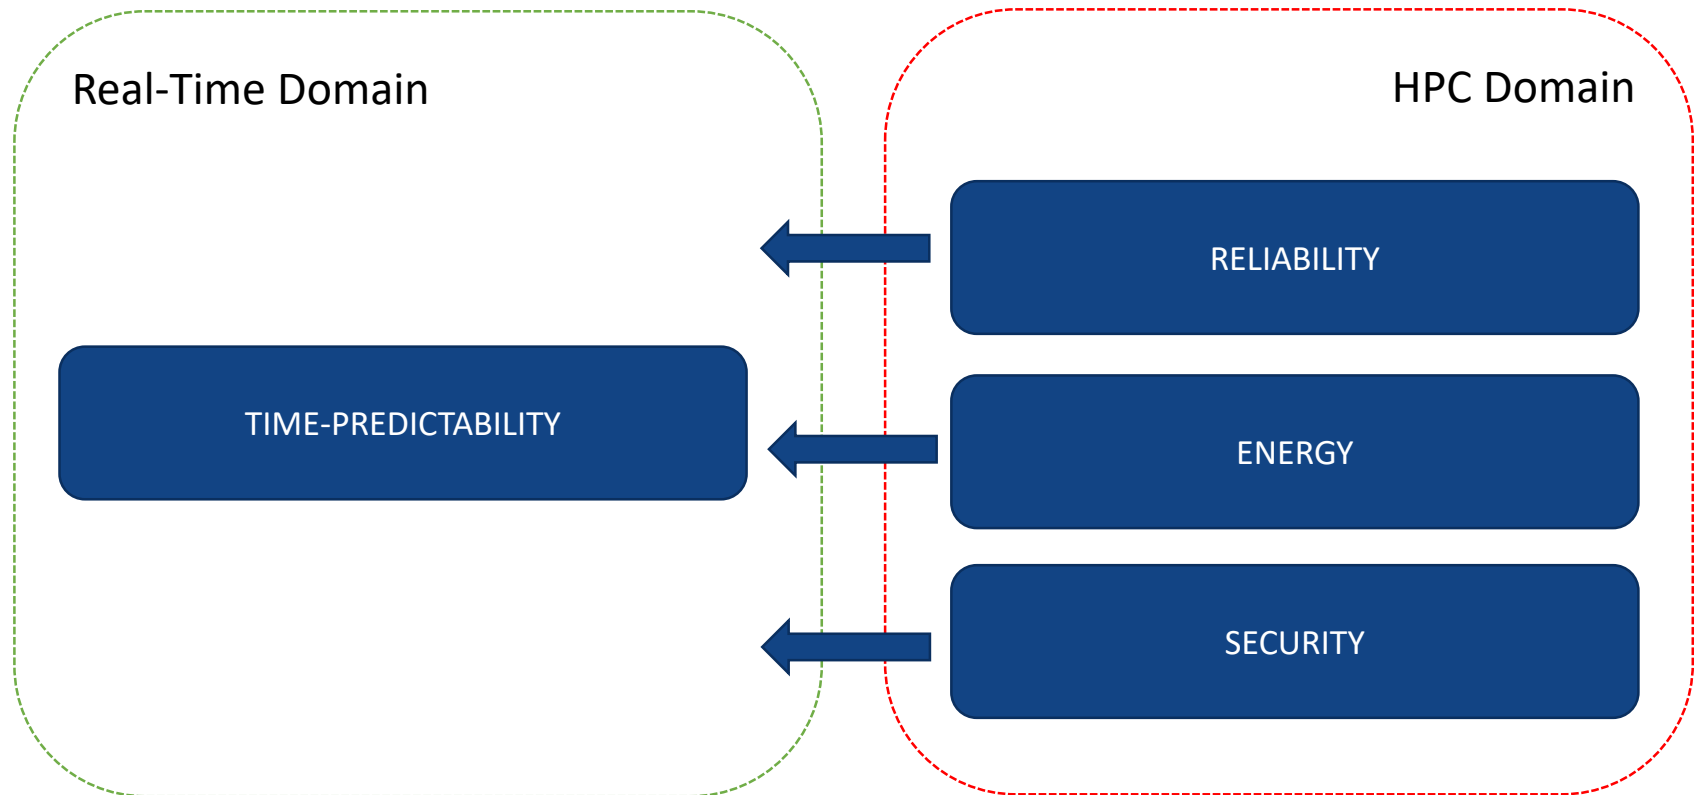 Real-Time Domain
TIME-PREDICTABILITY
HPC Domain
RELIABILITY
ENERGY
SECURITY